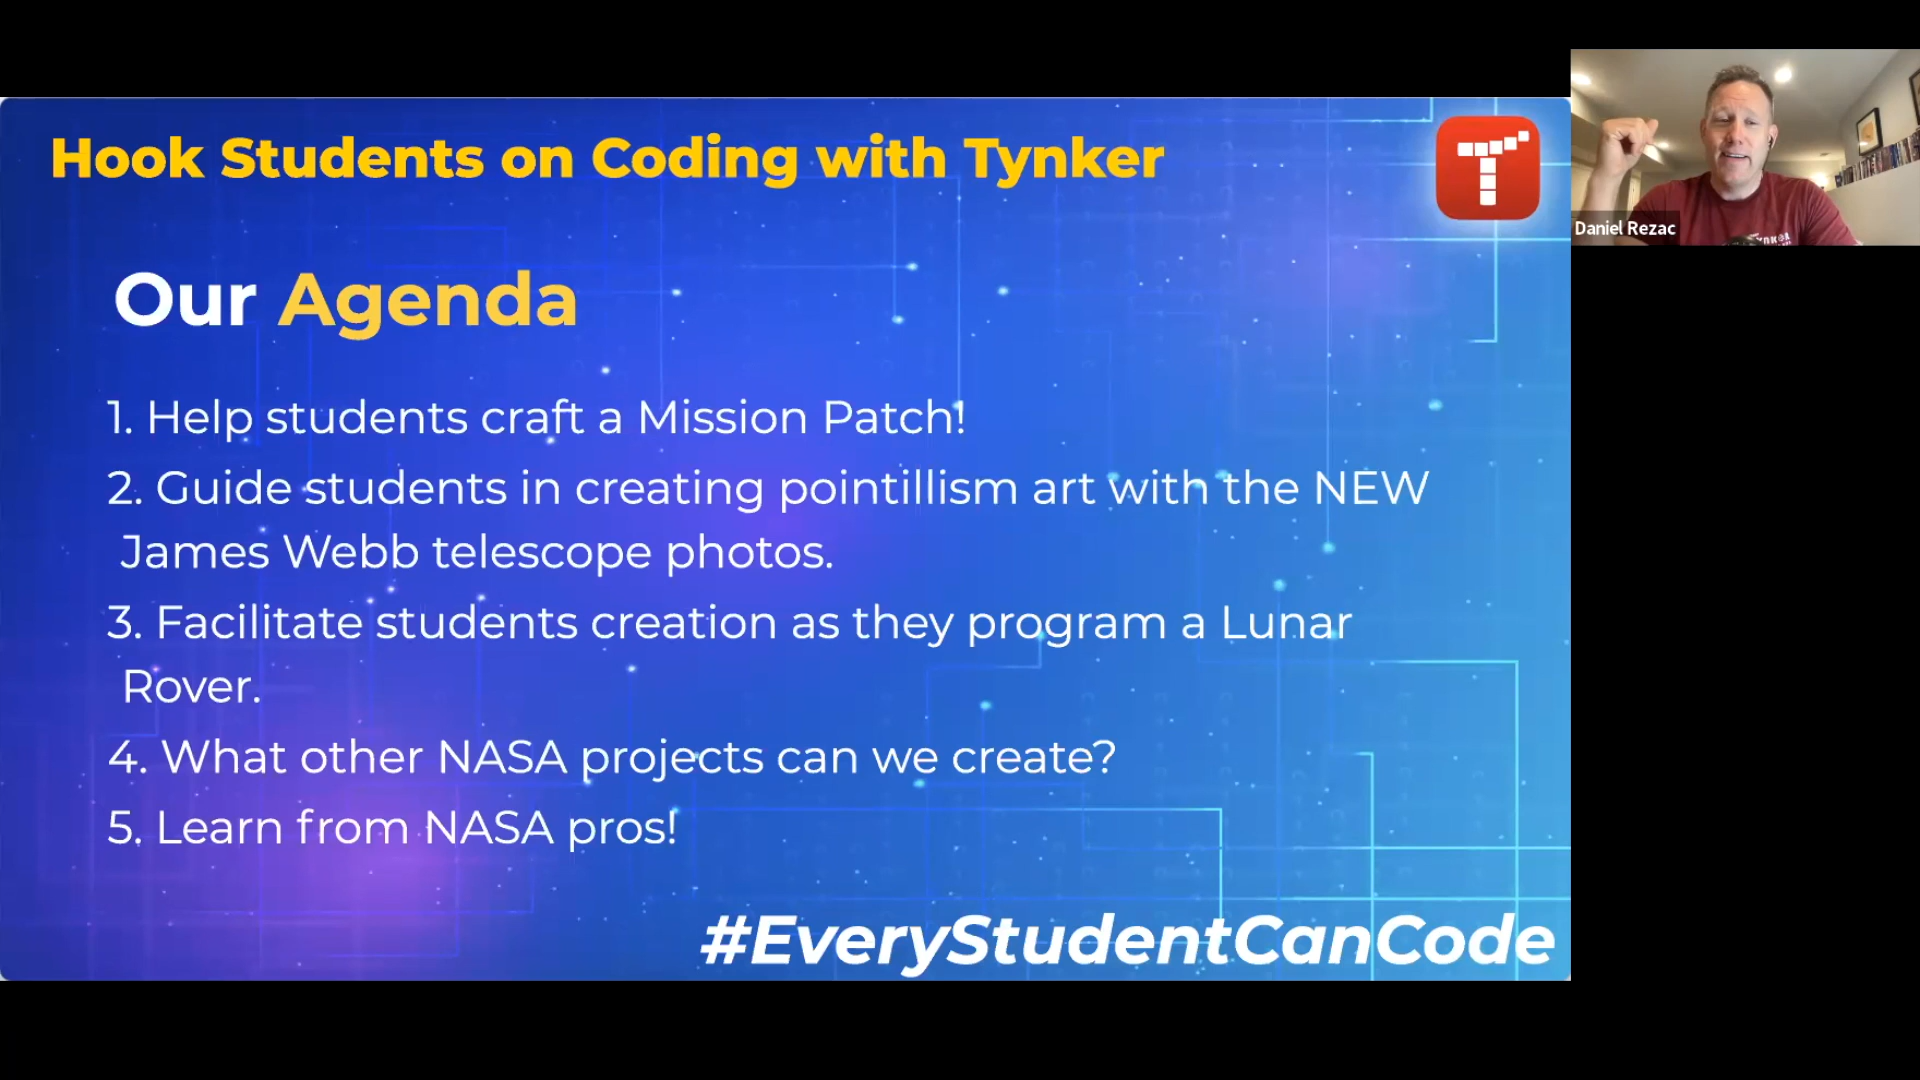 Hook Students on Coding with Tynker
Our Agenda
1. Help students craft a Mission Patch!
2. Guide students in creating pointillism art with the NEW
James Webb telescope photos.
3. Facilitate students creation as they program a Lunar
Rover.
4. What other NASA projects can we create?
5. Learn from NASA pros!
#EveryStudentCanCode
Daniel Rezac